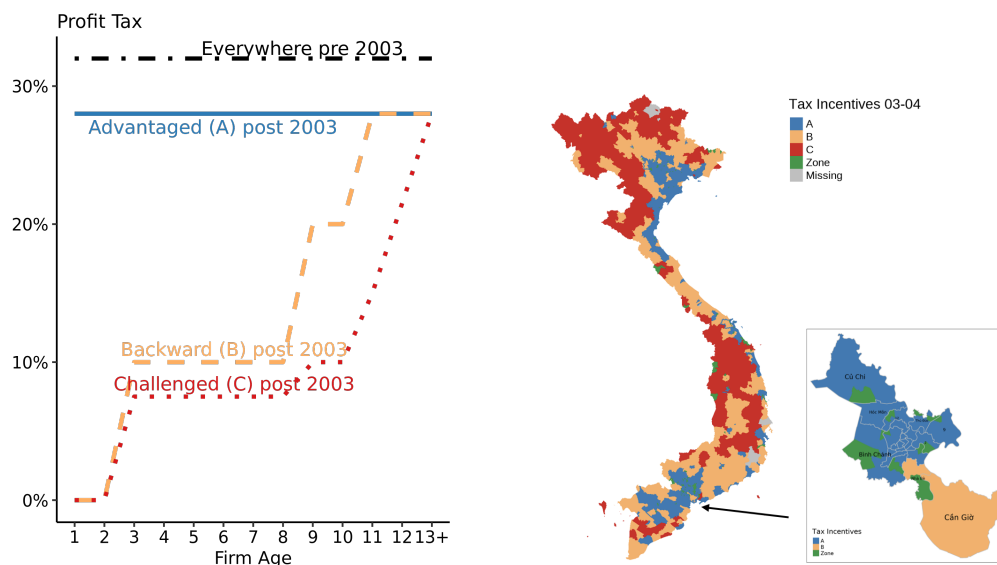 Profit Tax
Everywhere pre 2003
30%
Advantaged (A) post 2003
20%
Backward (B) post 2003
10%
Challenged (C) post 2003
0%
1 2 3 4 5 6 7 8 9 10 11 12 13+
Firm Age
Tax Incentives 03-04
A
B
C
Zone
Missing
Củ Chi
Hóc Môn
Bình Chánh
Cần Giờ
Tax Incentives
A
B
Zone